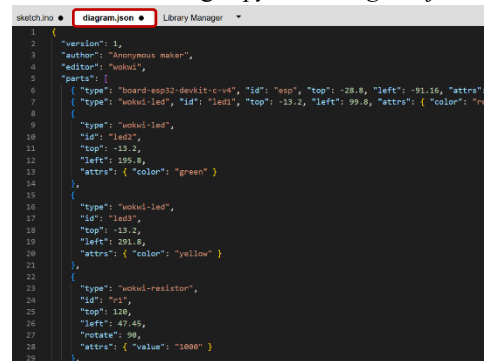 sketch.ino ● diagram.json ● Library Manager ▼
1 {
2 "version": 1,
3 "author": "Anonymous maker",
4 "editor": "wokwi",
5 "parts": [
6 { "type": "board-esp32-devkit-c-v4", "id": "esp", "top": -28.8, "left": -91.16, "attrs":
7 { "type": "wokwi-led", "id": "led1", "top": -13.2, "left": 99.8, "attrs": { "color": "re
8 {
9 "type": "wokwi-led",
10 "id": "led2",
11 "top": -13.2,
12 "left": 195.8,
13 "attrs": { "color": "green" }
14 },
15 {
16 "type": "wokwi-led",
17 "id": "led3",
18 "top": -13.2,
19 "left": 291.8,
20 "attrs": { "color": "yellow" }
21 },
22 {
23 "type": "wokwi-resistor",
24 "id": "r1",
25 "top": 120,
26 "left": 47.45,
27 "rotate": 90,
28 "attrs": { "value": "1000" }
29 },